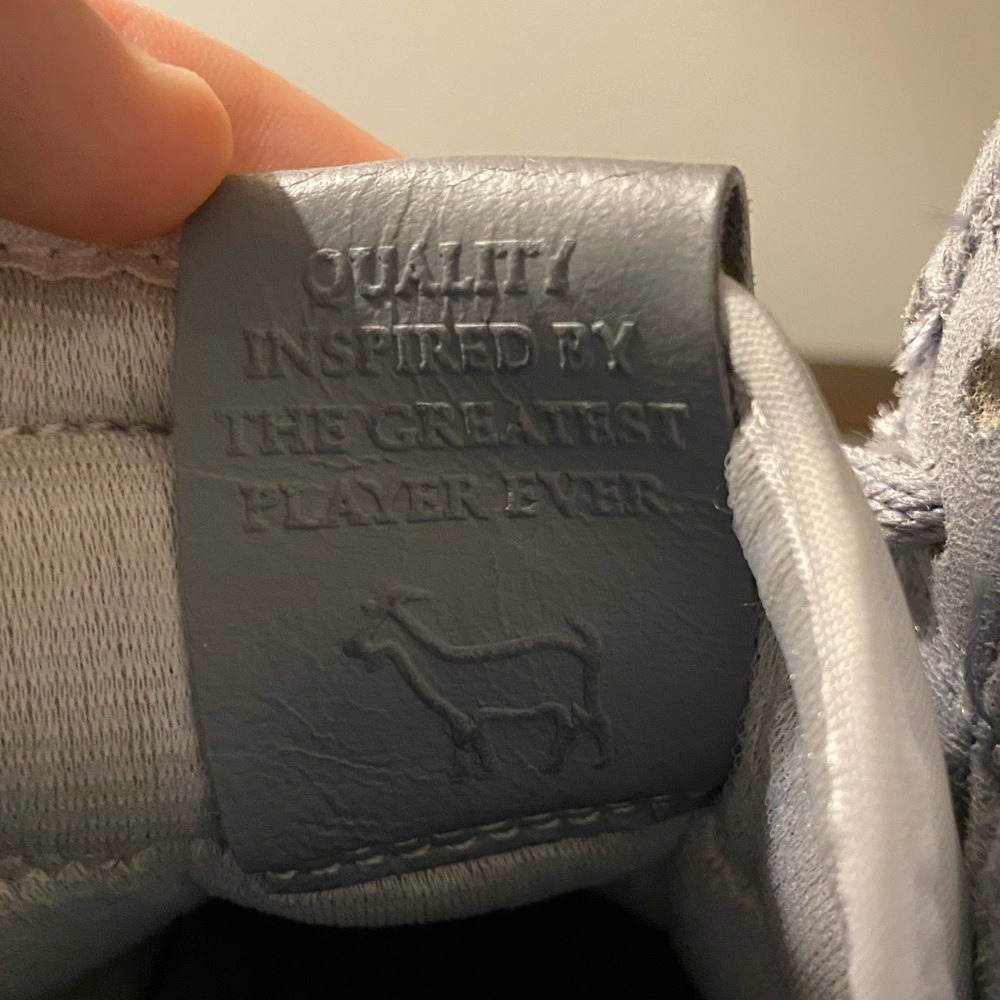 QUALITY
INSPIRED BY
THE GREATEST
PLAYER EVER.